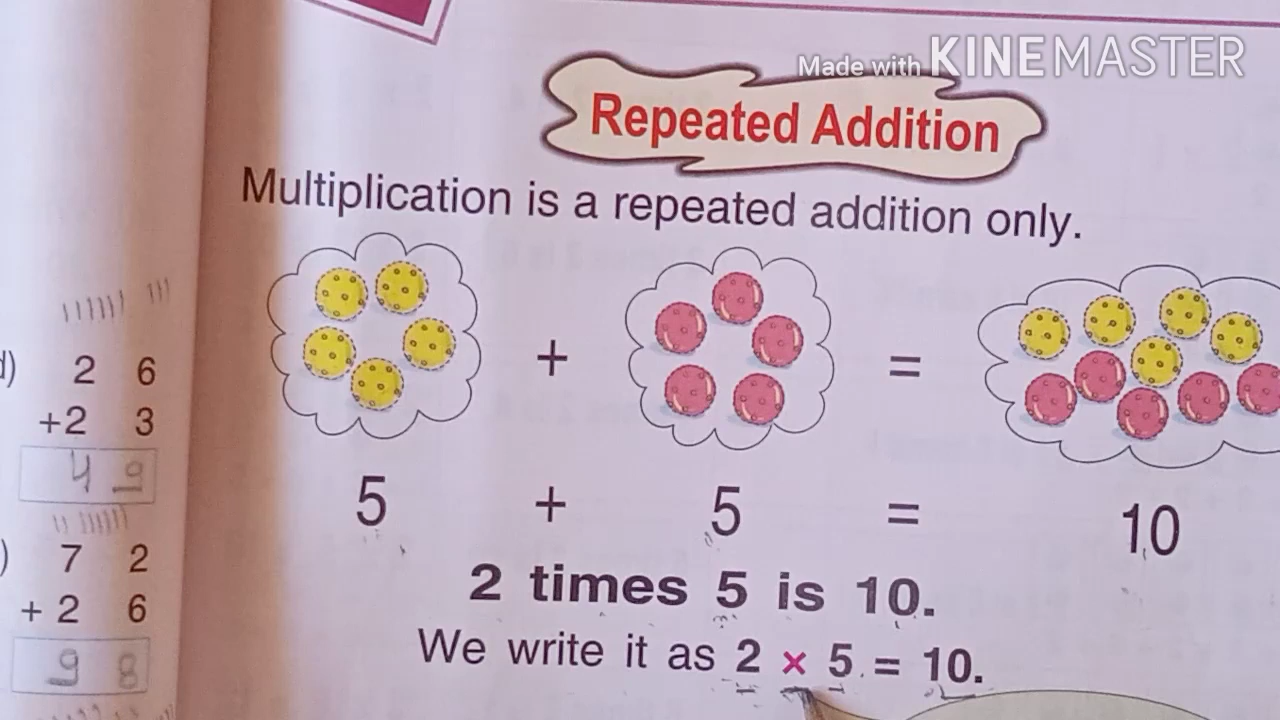 Made with KINEMASTER
Repeated Addition
Multiplication is a repeated addition only.
+ =
5 + 5 = 10
2 times 5 is 10.
We write it as 2 × 5 = 10.
2 6
+2 3
4 9
) 7 2
+ 2 6
9 8